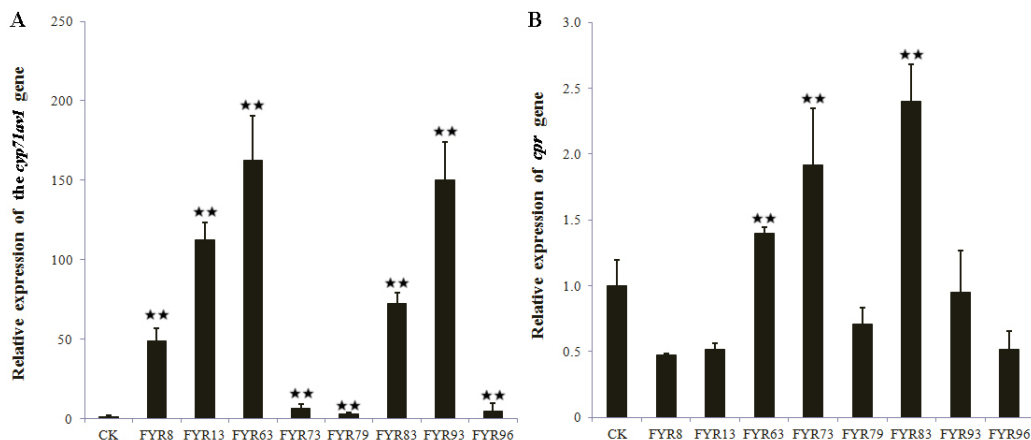 A
Relative expression of the cyp71av1 gene
250
200
150
100
50
0
CK FYR8 FYR13 FYR63 FYR73 FYR79 FYR83 FYR93 FYR96
★★ ★★ ★★ ★★ ★★ ★★ ★★ ★★
B
Relative expression of cpr gene
3.0
2.5
2.0
1.5
1.0
0.5
0
CK FYR8 FYR13 FYR63 FYR73 FYR79 FYR83 FYR93 FYR96
★★ ★★ ★★